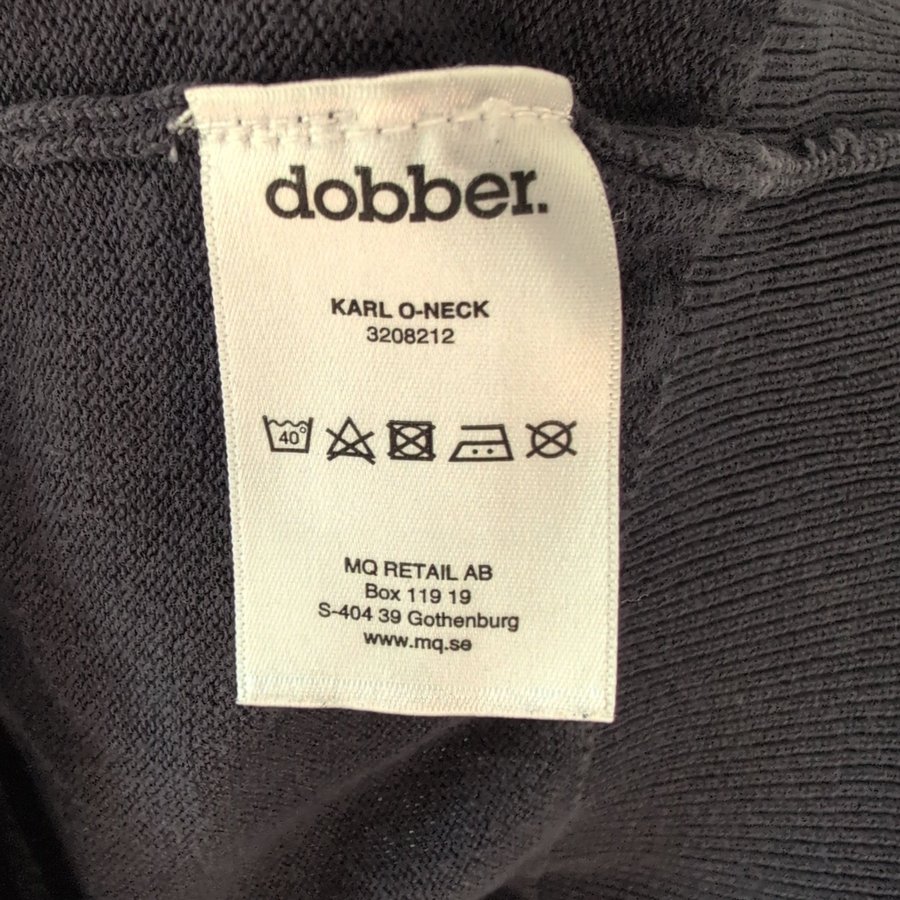 dobber.
KARL O-NECK
3208212
40°
MQ RETAIL AB
Box 119 19
S-404 39 Gothenburg
www.mq.se